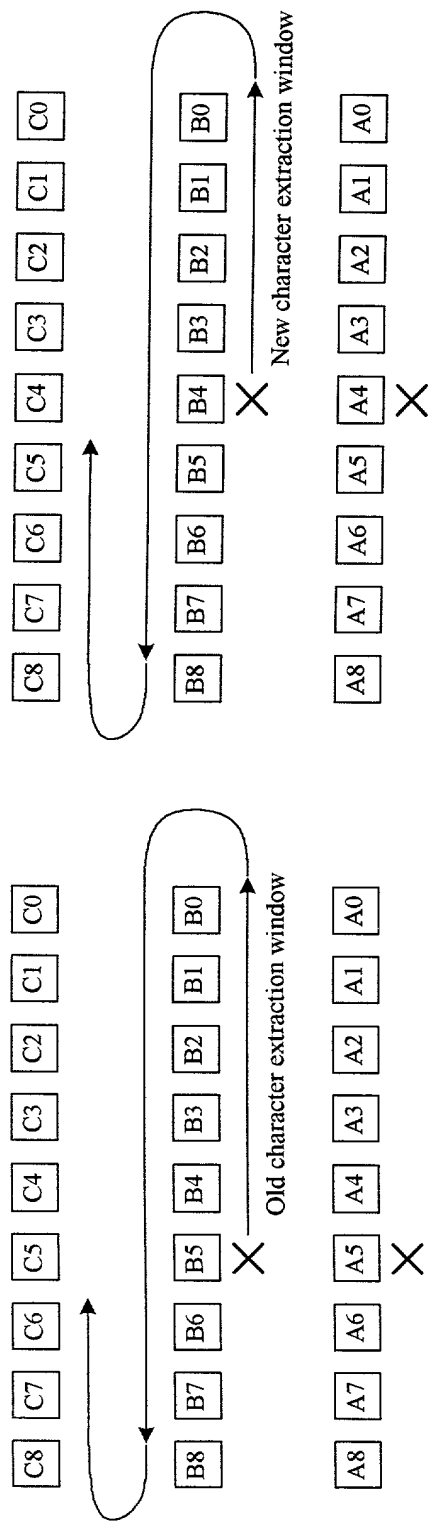 C8 C7 C6 C5 C4 C3 C2 C1 C0
B8 B7 B6 B5 B4 B3 B2 B1 B0
Old character extraction window
A8 A7 A6 A5 A4 A3 A2 A1 A0
C8 C7 C6 C5 C4 C3 C2 C1 C0
B8 B7 B6 B5 B4 B3 B2 B1 B0
New character extraction window
A8 A7 A6 A5 A4 A3 A2 A1 A0